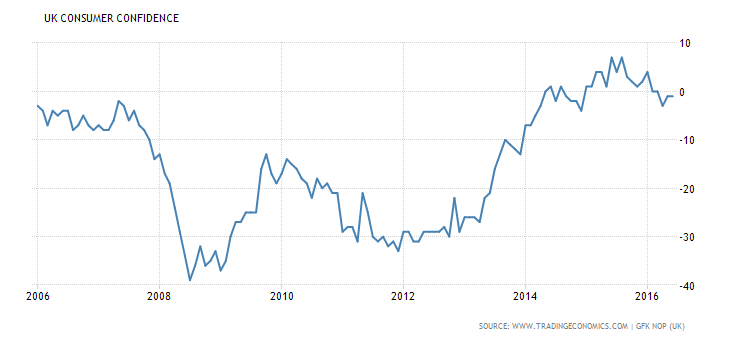 UK CONSUMER CONFIDENCE
10
0
-10
-20
-30
-40
2006 2008 2010 2012 2014 2016
SOURCE: WWW.TRADINGECONOMICS.COM | GFK NOP (UK)